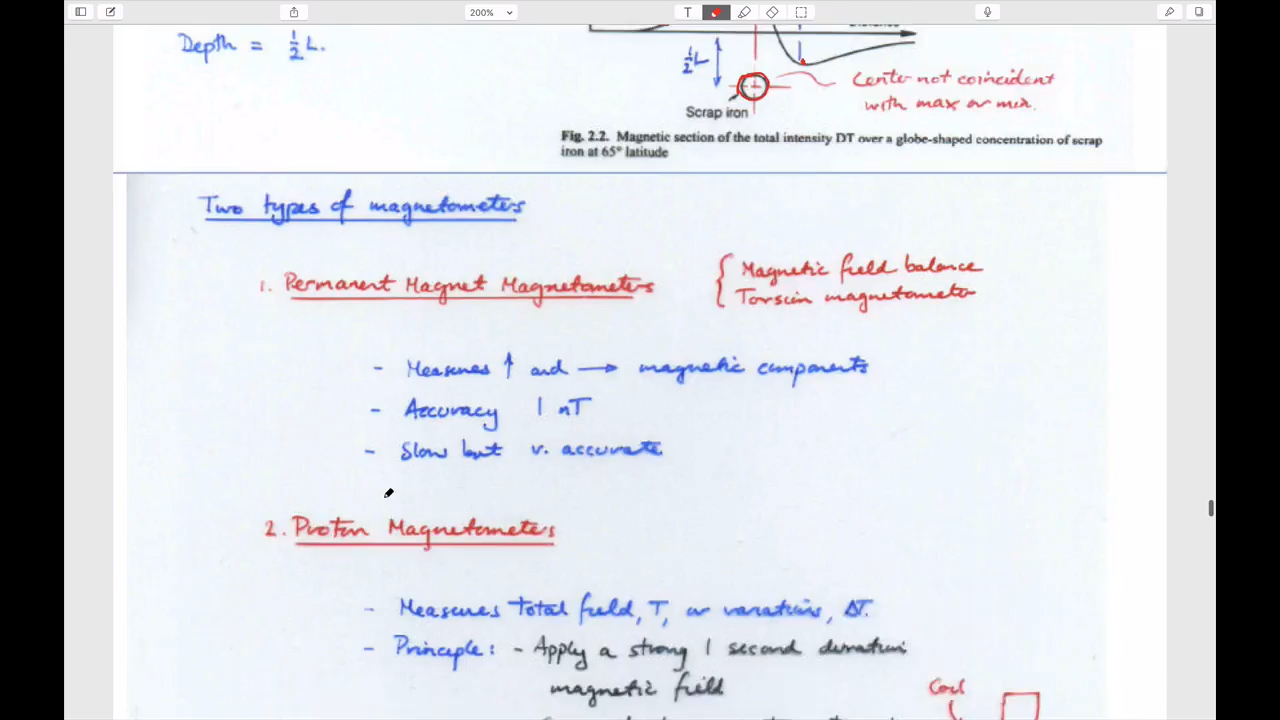 200%
T
Depth = ½ L.
½L
Center not coincident
with max or min.
Scrap iron
Fig. 2.2. Magnetic section of the total intensity DT over a globe-shaped concentration of scrap
iron at 65° latitude
Two types of magnetometers
1. Permanent Magnet Magnetometers
{ Magnetic field balance
Torsion magnetometer
- Measures ↑ and → magnetic components
- Accuracy 1 nT
- Slow but v. accurate
2. Proton Magnetometers
- Measures total field, T, or variations, ΔT.
- Principle: - Apply a strong 1 second duration
magnetic field
Coil